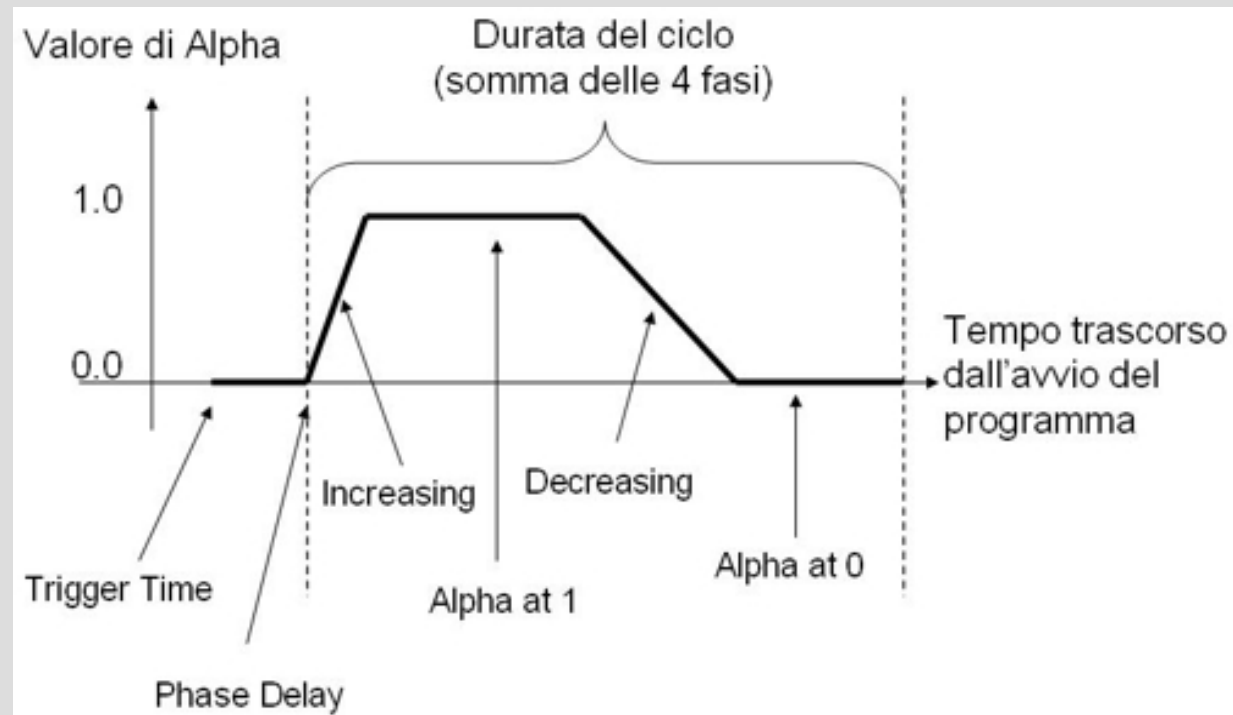 Valore di Alpha
Durata del ciclo
(somma delle 4 fasi)
1.0
0.0
Tempo trascorso
dall'avvio del
programma
Increasing
Decreasing
Trigger Time
Alpha at 1
Alpha at 0
Phase Delay